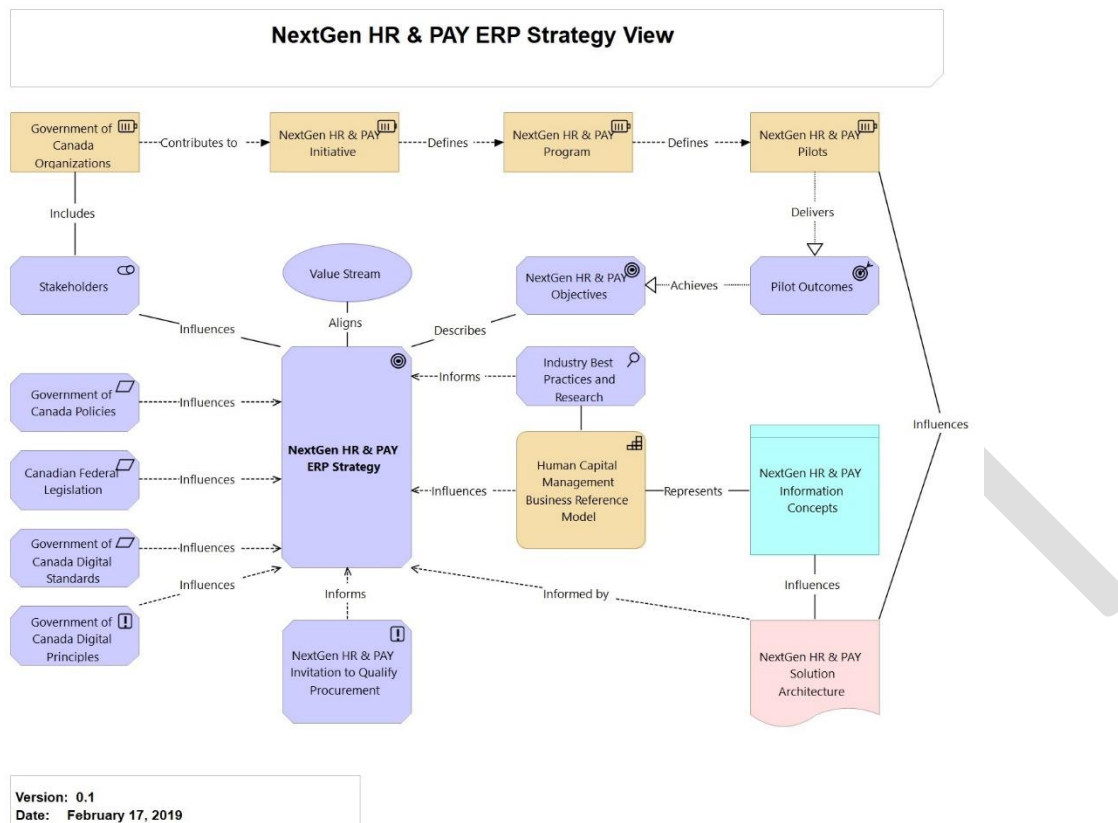 NextGen HR & PAY ERP Strategy View
Government of
Canada
Organizations
Contributes to
NextGen HR & PAY
Initiative
Defines
NextGen HR & PAY
Program
Defines
NextGen HR & PAY
Pilots
Includes
Delivers
Stakeholders
Value Stream
NextGen HR & PAY
Objectives
Achieves
Pilot Outcomes
Influences
Aligns
Describes
Government of
Canada Policies
Influences
NextGen HR & PAY
ERP Strategy
Informs
Industry Best
Practices and
Research
Influences
Canadian Federal
Legislation
Influences
Influences
Human Capital
Management
Business Reference
Model
Represents
NextGen HR & PAY
Information
Concepts
Government of
Canada Digital
Standards
Influences
Influences
Informs
Informed by
Influences
Government of
Canada Digital
Principles
NextGen HR & PAY
Invitation to Qualify
Procurement
NextGen HR & PAY
Solution
Architecture
Version: 0.1
Date: February 17, 2019